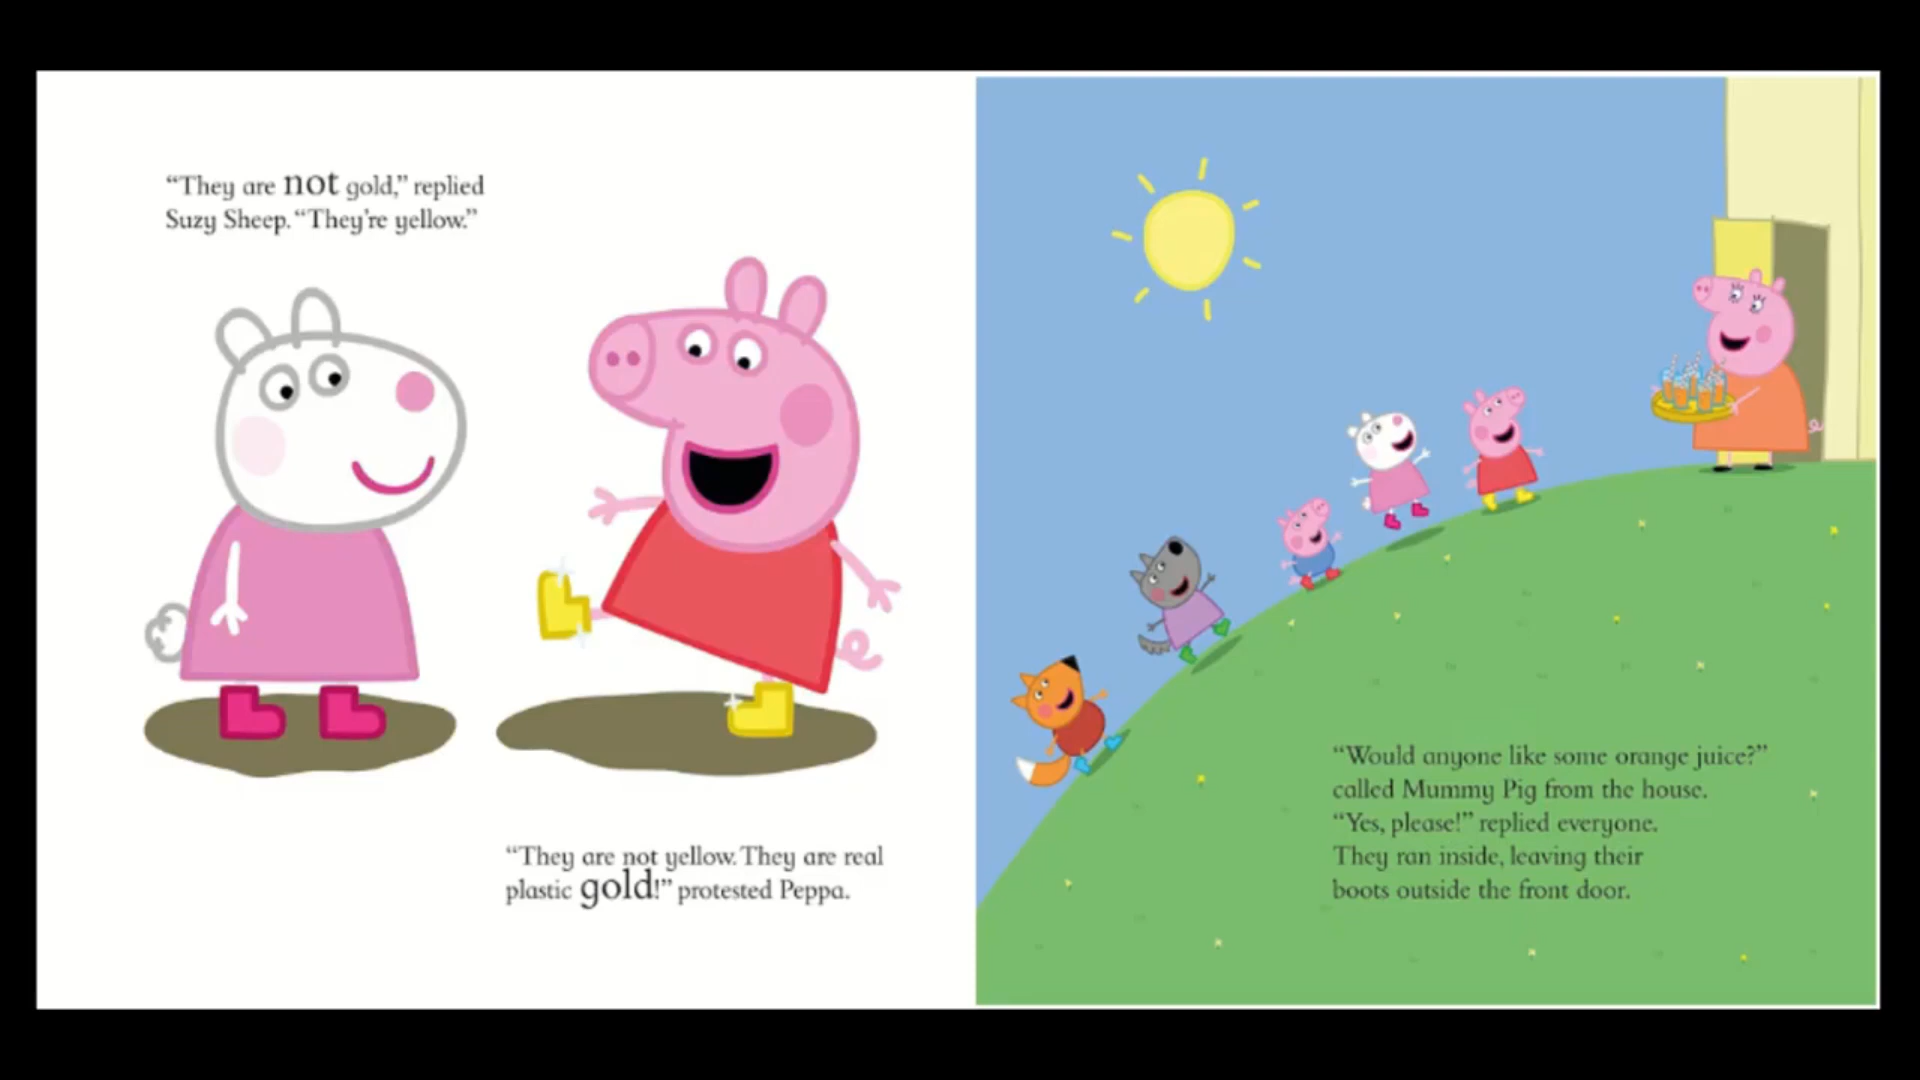 “They are not gold,” replied
Suzy Sheep. “They’re yellow.”
“They are not yellow. They are real
plastic gold!” protested Peppa.
“Would anyone like some orange juice?”
called Mummy Pig from the house.
“Yes, please!” replied everyone.
They ran inside, leaving their
boots outside the front door.